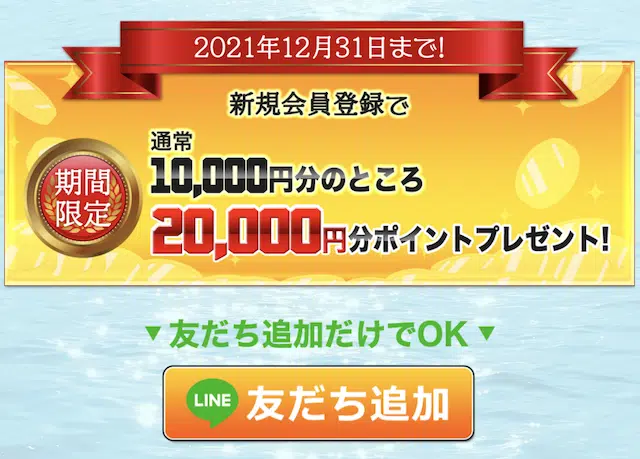 2021年12月31日まで!
新規会員登録で
期間
限定
通常
10,000円分のところ
20,000円分ポイントプレゼント!
▼友だち追加だけでOK▼
LINE 友だち追加